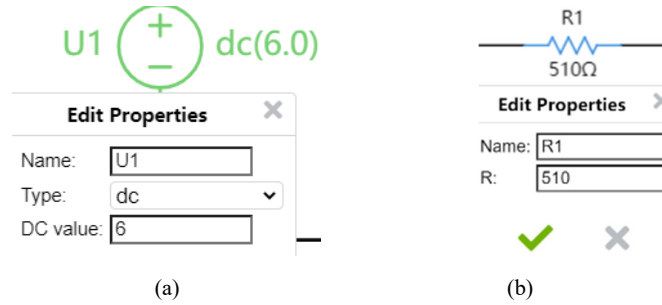 U1 dc(6.0)
Edit Properties
Name: U1
Type: dc
DC value: 6
(a)
R1
510Ω
Edit Properties
Name: R1
R: 510
(b)